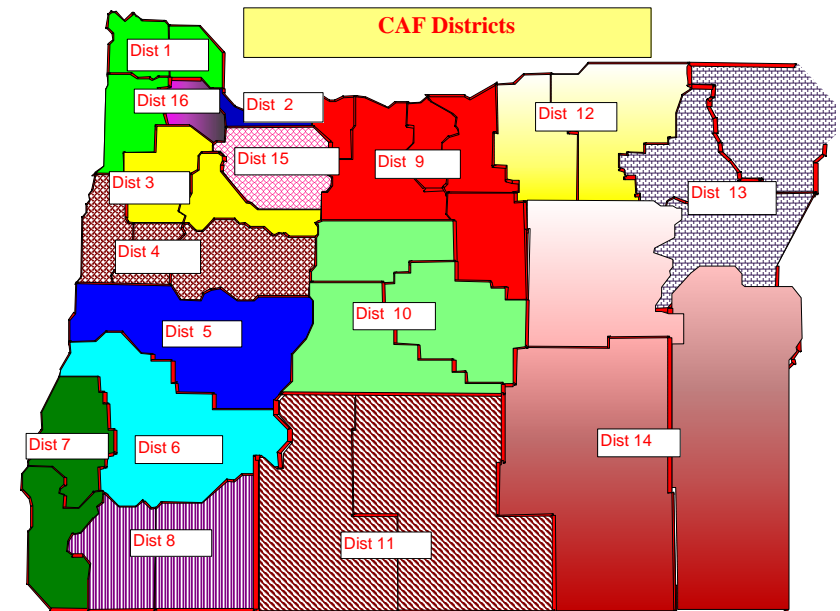 CAF Districts
Dist 1
Dist 16
Dist 2
Dist 12
Dist 15
Dist 9
Dist 3
Dist 13
Dist 4
Dist 5
Dist 10
Dist 7
Dist 6
Dist 14
Dist 8
Dist 11